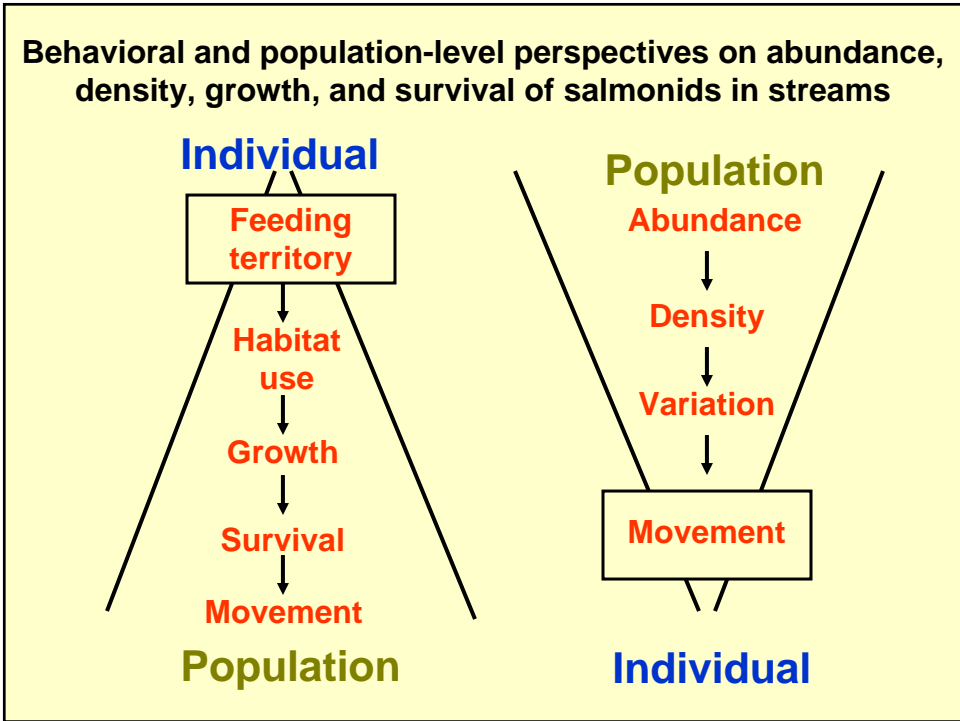 Behavioral and population-level perspectives on abundance,
density, growth, and survival of salmonids in streams
Individual
Feeding
territory
Habitat
use
Growth
Survival
Movement
Population
Population
Abundance
Density
Variation
Movement
Individual